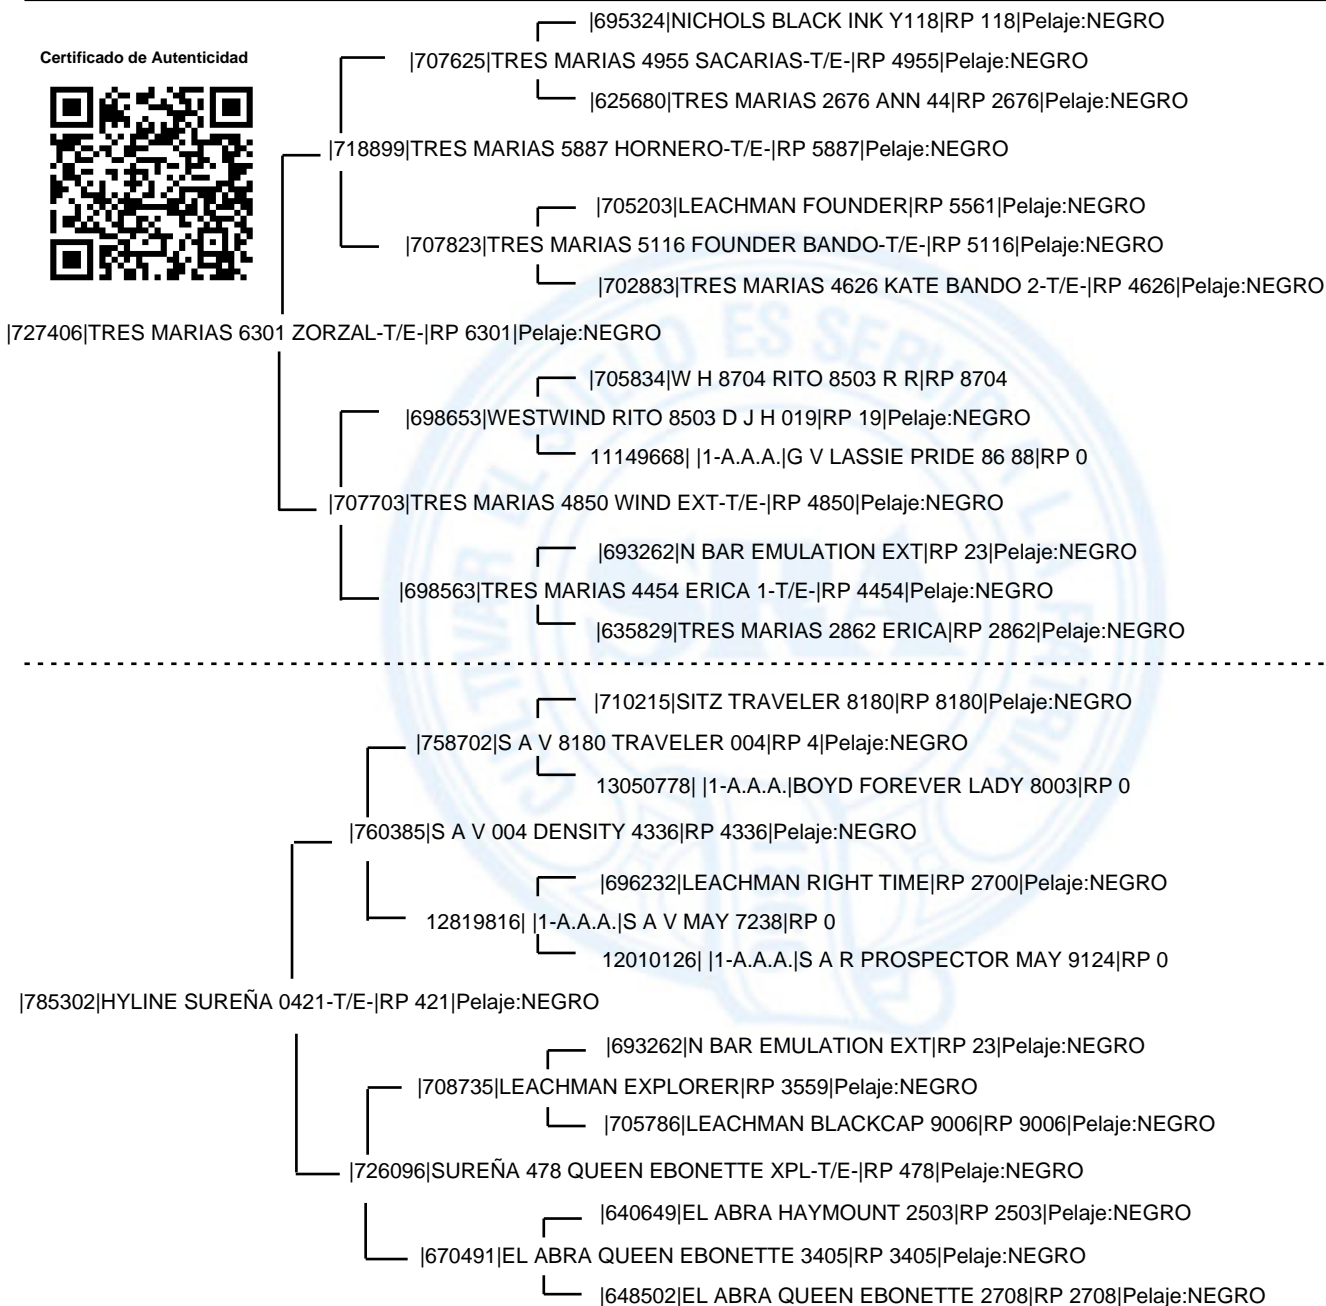 |695324|NICHOLS BLACK INK Y118|RP 118|Pelaje:NEGRO
Certificado de Autenticidad
|707625|TRES MARIAS 4955 SACARIAS-T/E-|RP 4955|Pelaje:NEGRO
|625680|TRES MARIAS 2676 ANN 44|RP 2676|Pelaje:NEGRO
|718899|TRES MARIAS 5887 HORNERO-T/E-|RP 5887|Pelaje:NEGRO
|705203|LEACHMAN FOUNDER|RP 5561|Pelaje:NEGRO
|707823|TRES MARIAS 5116 FOUNDER BANDO-T/E-|RP 5116|Pelaje:NEGRO
|702883|TRES MARIAS 4626 KATE BANDO 2-T/E-|RP 4626|Pelaje:NEGRO
|727406|TRES MARIAS 6301 ZORZAL-T/E-|RP 6301|Pelaje:NEGRO
|705834|W H 8704 RITO 8503 R R|RP 8704
|698653|WESTWIND RITO 8503 D J H 019|RP 19|Pelaje:NEGRO
11149668| |1-A.A.A.|G V LASSIE PRIDE 86 88|RP 0
|707703|TRES MARIAS 4850 WIND EXT-T/E-|RP 4850|Pelaje:NEGRO
|693262|N BAR EMULATION EXT|RP 23|Pelaje:NEGRO
|698563|TRES MARIAS 4454 ERICA 1-T/E-|RP 4454|Pelaje:NEGRO
|635829|TRES MARIAS 2862 ERICA|RP 2862|Pelaje:NEGRO
|710215|SITZ TRAVELER 8180|RP 8180|Pelaje:NEGRO
|758702|S A V 8180 TRAVELER 004|RP 4|Pelaje:NEGRO
13050778| |1-A.A.A.|BOYD FOREVER LADY 8003|RP 0
|760385|S A V 004 DENSITY 4336|RP 4336|Pelaje:NEGRO
|696232|LEACHMAN RIGHT TIME|RP 2700|Pelaje:NEGRO
12819816| |1-A.A.A.|S A V MAY 7238|RP 0
12010126| |1-A.A.A.|S A R PROSPECTOR MAY 9124|RP 0
|785302|HYLINE SUREÑA 0421-T/E-|RP 421|Pelaje:NEGRO
|693262|N BAR EMULATION EXT|RP 23|Pelaje:NEGRO
|708735|LEACHMAN EXPLORER|RP 3559|Pelaje:NEGRO
|705786|LEACHMAN BLACKCAP 9006|RP 9006|Pelaje:NEGRO
|726096|SUREÑA 478 QUEEN EBONETTE XPL-T/E-|RP 478|Pelaje:NEGRO
|640649|EL ABRA HAYMOUNT 2503|RP 2503|Pelaje:NEGRO
|670491|EL ABRA QUEEN EBONETTE 3405|RP 3405|Pelaje:NEGRO
|648502|EL ABRA QUEEN EBONETTE 2708|RP 2708|Pelaje:NEGRO
CULTIVAR EL SUELO ES SERVIR A LA PATRIA
SRA